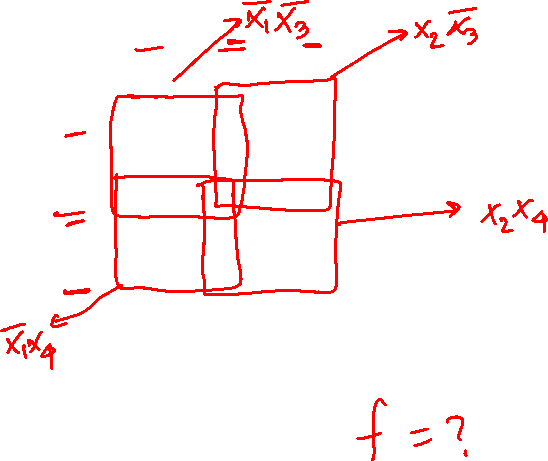 x̅₁x̅₃
x₂x̅₃
x₂x₄
x̅₁x₄
f = ?